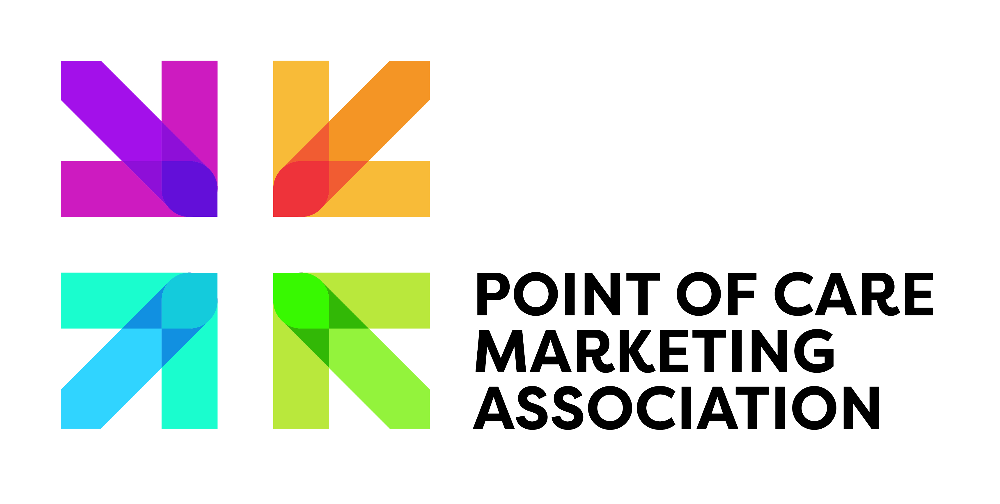 POINT OF CARE
MARKETING
ASSOCIATION